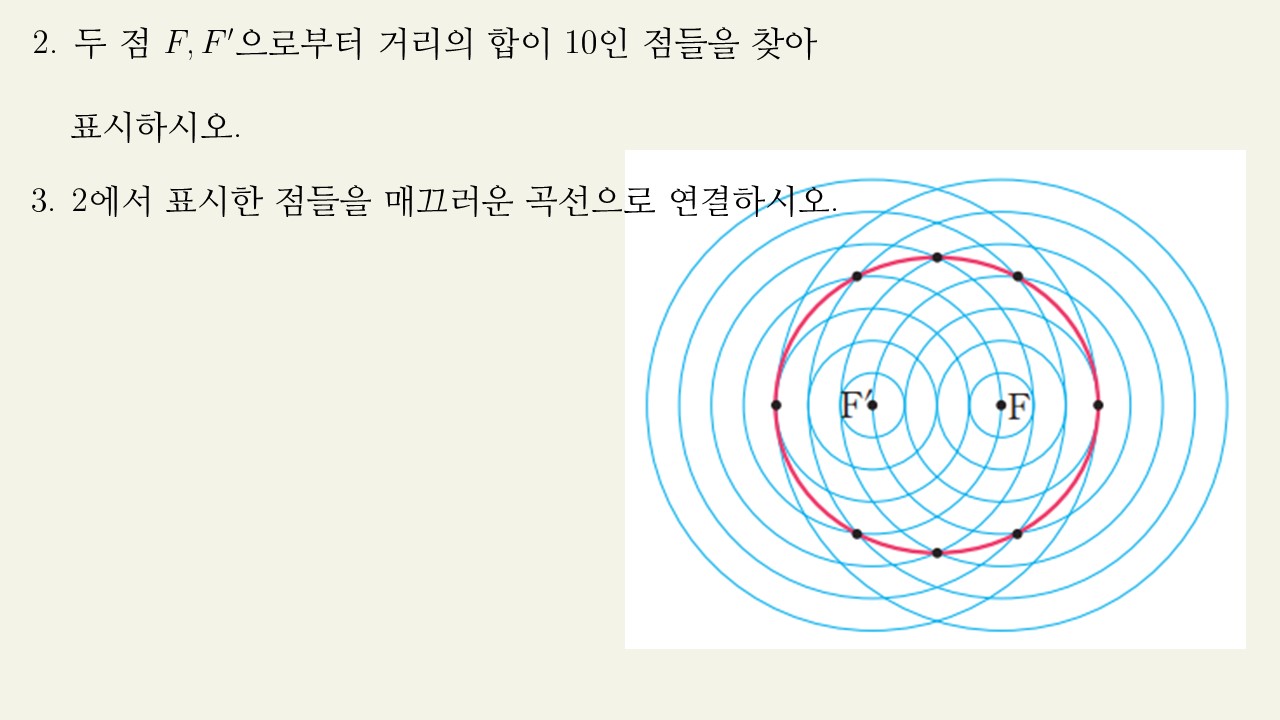 2. 두 점 F, F′으로부터 거리의 합이 10인 점들을 찾아
표시하시오.
3. 2에서 표시한 점들을 매끄러운 곡선으로 연결하시오.
F′
F